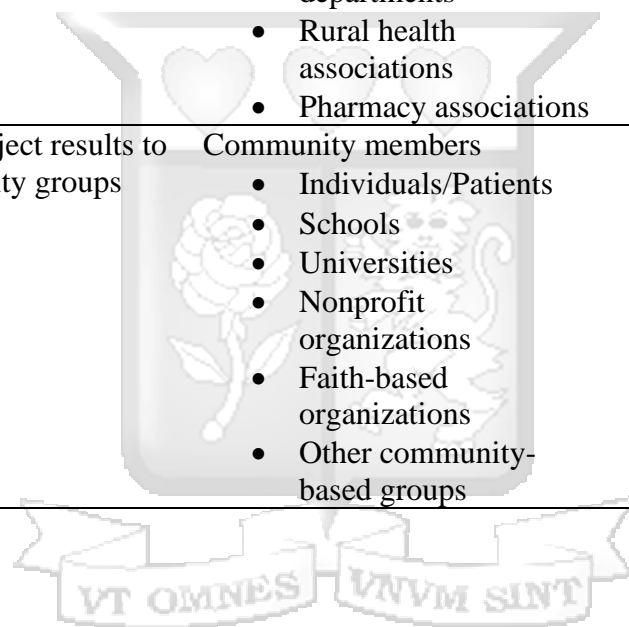 departments
• Rural health
associations
• Pharmacy associations
ject results to Community members
ity groups • Individuals/Patients
• Schools
• Universities
• Nonprofit
organizations
• Faith-based
organizations
• Other community-
based groups
VT OMNES VNVM SINT